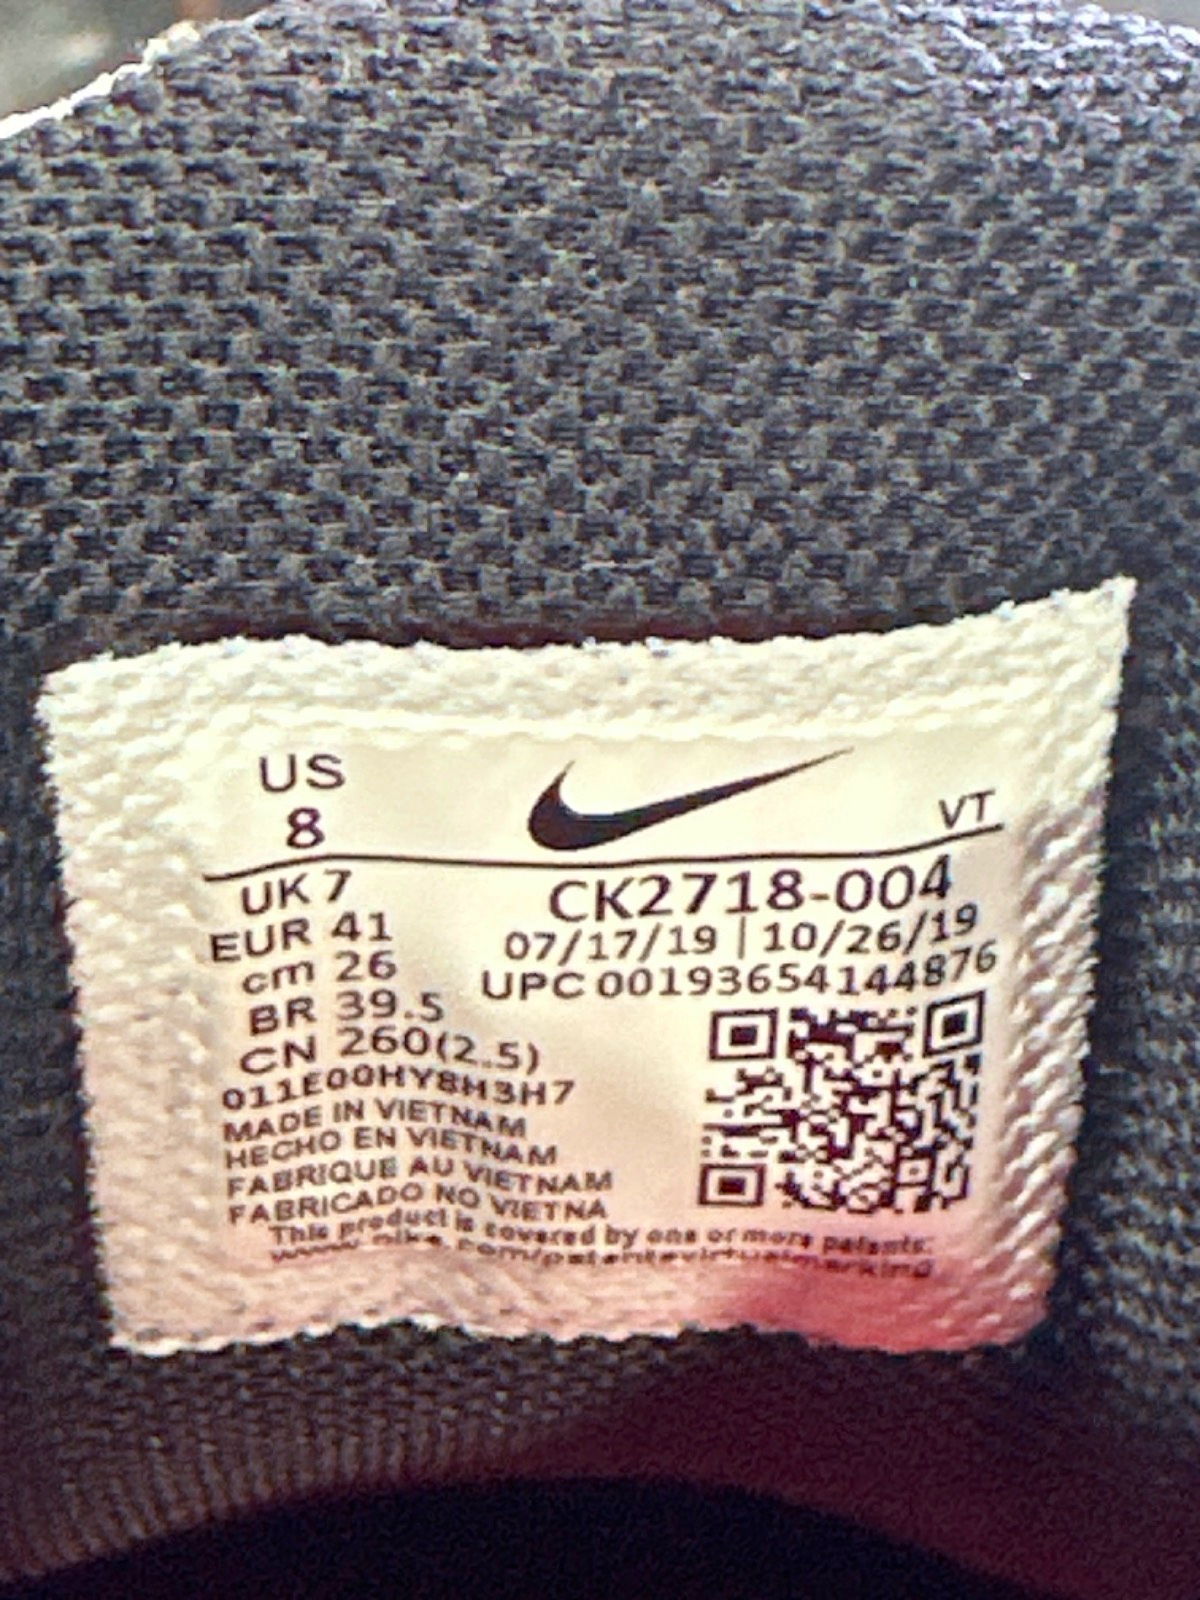 US
8
VT
UK 7
CK2718-004
EUR 41
07/17/19 | 10/26/19
cm 26
UPC 00193654144876
BR 39.5
CN 260(2.5)
011E00HY8H3H7
MADE IN VIETNAM
HECHO EN VIETNAM
FABRIQUE AU VIETNAM
FABRICADO NO VIETNA
This product is covered by one or more patents:
www.nike.com/patentsvirtualmarking